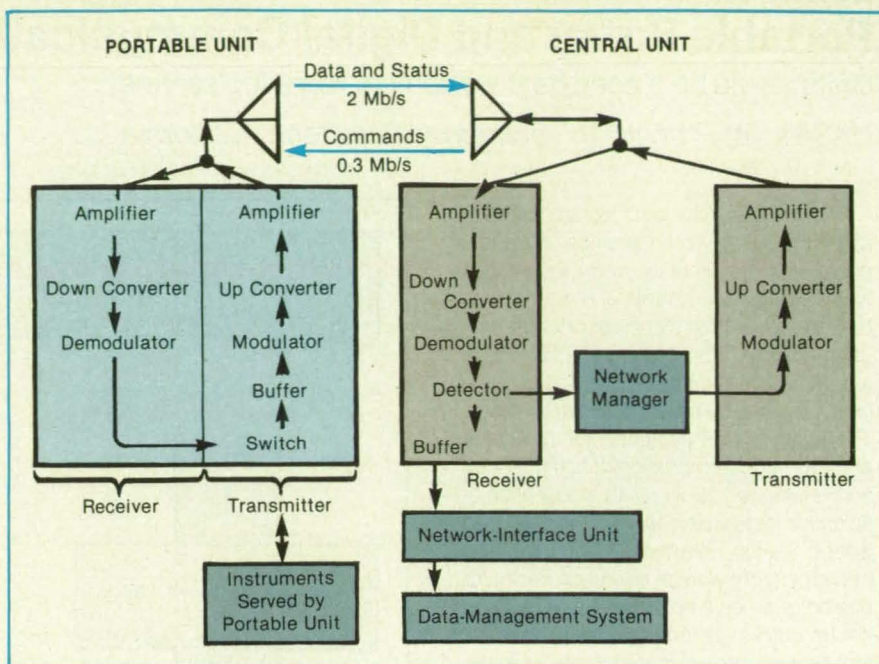 PORTABLE UNIT
CENTRAL UNIT
Data and Status
2 Mb/s
Commands
0.3 Mb/s
Amplifier
Down Converter
Demodulator
Amplifier
Up Converter
Modulator
Buffer
Switch
Receiver
Transmitter
Instruments
Served by
Portable Unit
Amplifier
Down
Converter
Demodulator
Detector
Buffer
Receiver
Network
Manager
Amplifier
Up Converter
Modulator
Transmitter
Network-Interface Unit
Data-Management System